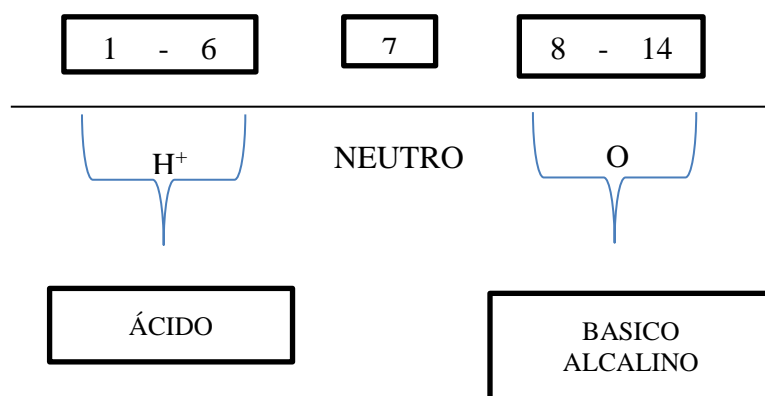 1 - 6
7
8 - 14
H⁺
NEUTRO
O
ÁCIDO
BASICO
ALCALINO